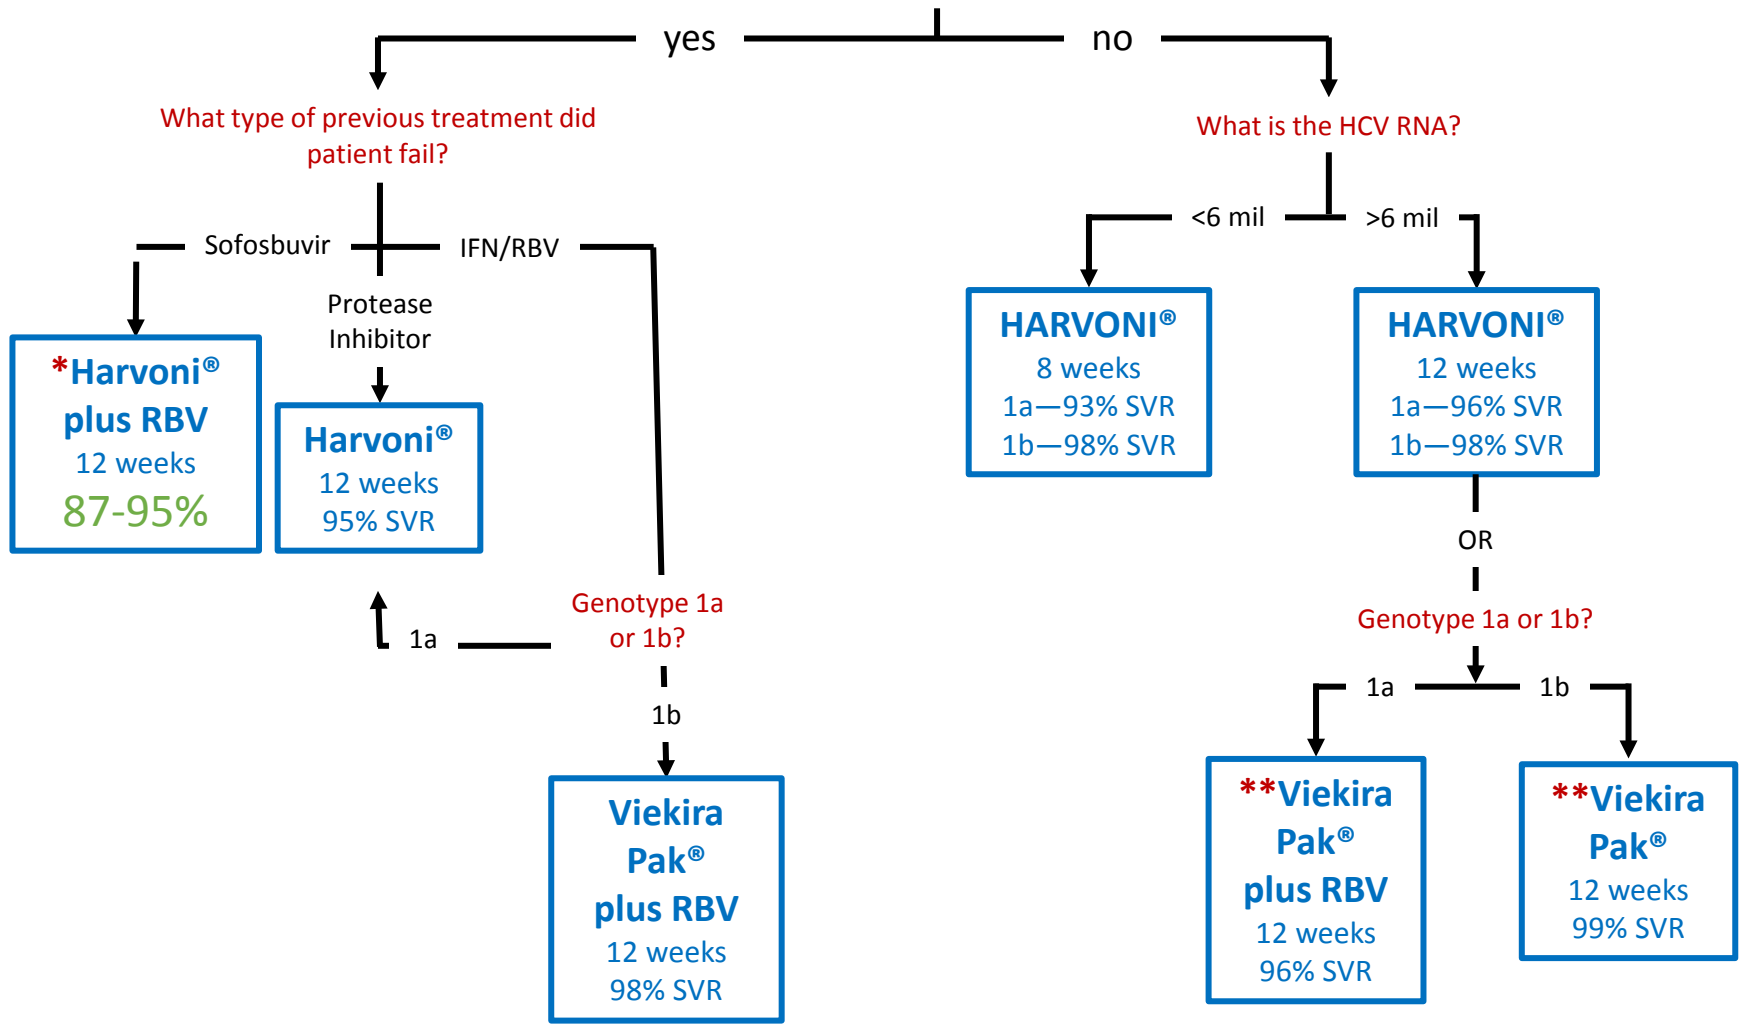 yes
no
What type of previous treatment did
patient fail?
What is the HCV RNA?
<6 mil
>6 mil
Sofosbuvir
IFN/RBV
Protease
Inhibitor
*Harvoni®
plus RBV
12 weeks
87-95%
Harvoni®
12 weeks
95% SVR
HARVONI®
8 weeks
1a—93% SVR
1b—98% SVR
HARVONI®
12 weeks
1a—96% SVR
1b—98% SVR
OR
Genotype 1a
or 1b?
1a
1b
Genotype 1a or 1b?
1a
1b
Viekira
Pak®
plus RBV
12 weeks
98% SVR
**Viekira
Pak®
plus RBV
12 weeks
96% SVR
**Viekira
Pak®
12 weeks
99% SVR